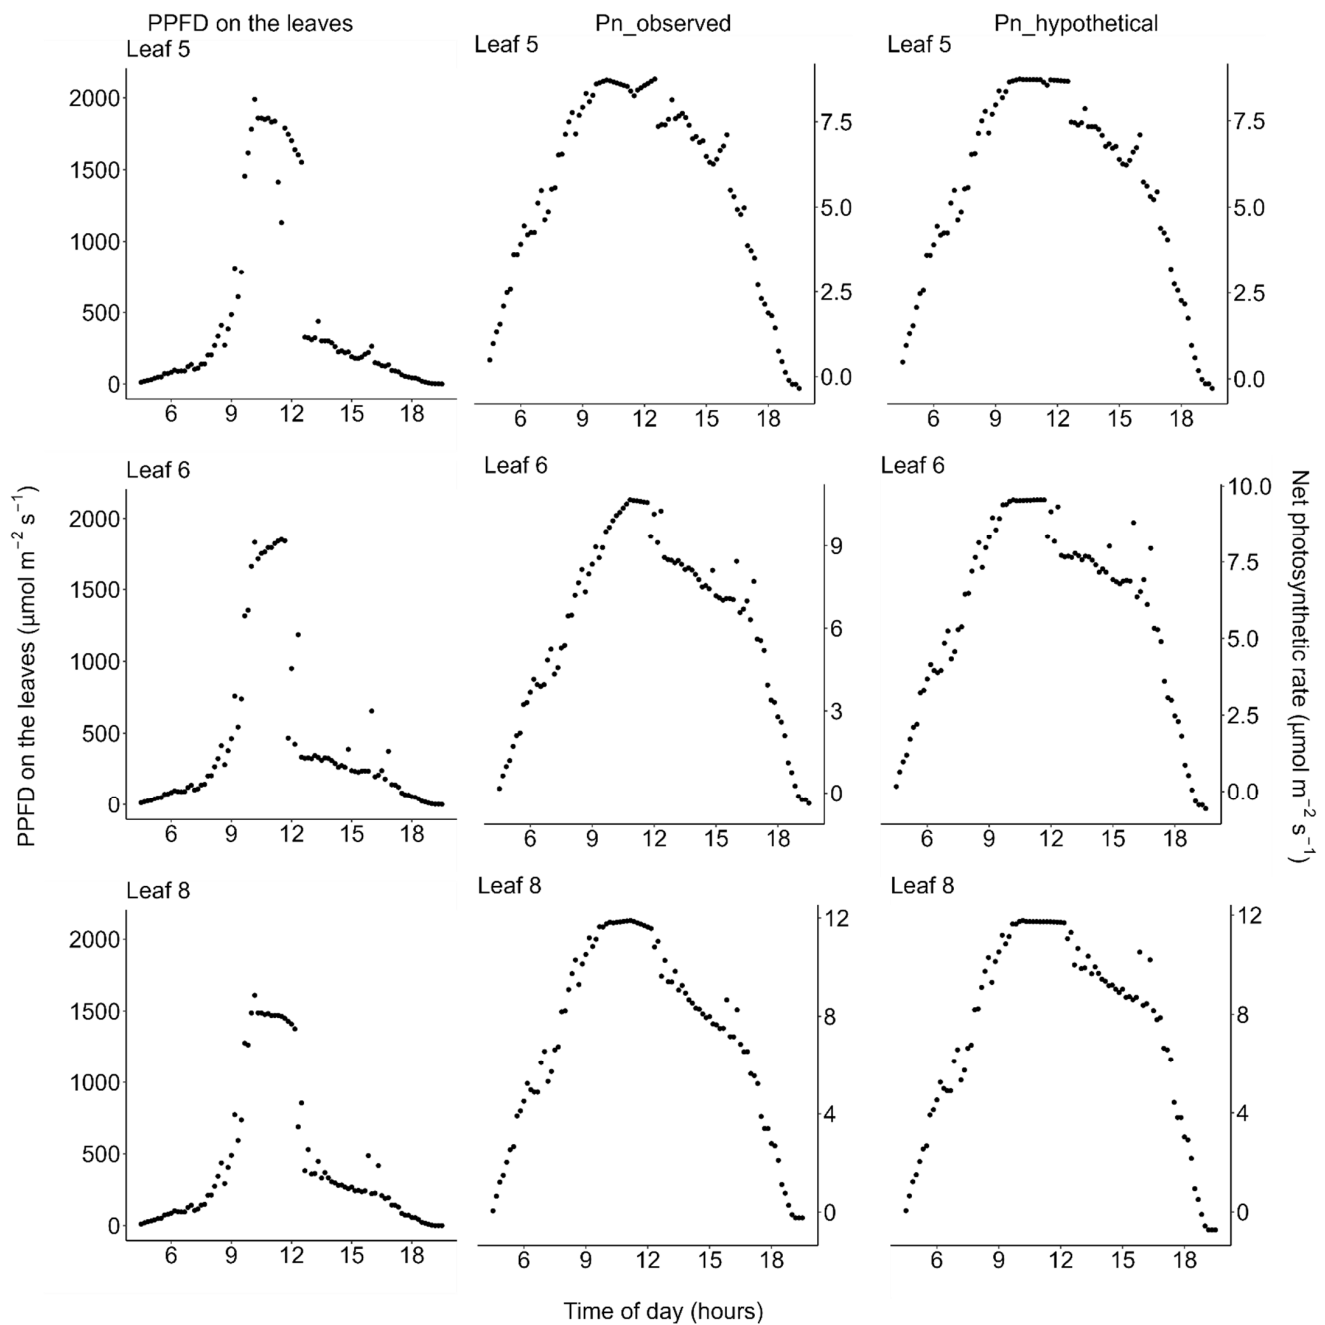 PPFD on the leaves
Pn_observed
Pn_hypothetical
Leaf 5
2000
1500
1000
500
0
6 9 12 15 18
Leaf 5
7.5
5.0
2.5
0.0
6 9 12 15 18
Leaf 5
7.5
5.0
2.5
0.0
6 9 12 15 18
PPFD on the leaves (µmol m−2 s−1)
Leaf 6
2000
1500
1000
500
0
6 9 12 15 18
Leaf 6
9
6
3
0
6 9 12 15 18
Leaf 6
10.0
7.5
5.0
2.5
0.0
6 9 12 15 18
Net photosynthetic rate (µmol m−2 s−1)
Leaf 8
2000
1500
1000
500
0
6 9 12 15 18
Leaf 8
12
8
4
0
6 9 12 15 18
Leaf 8
12
8
4
0
6 9 12 15 18
Time of day (hours)